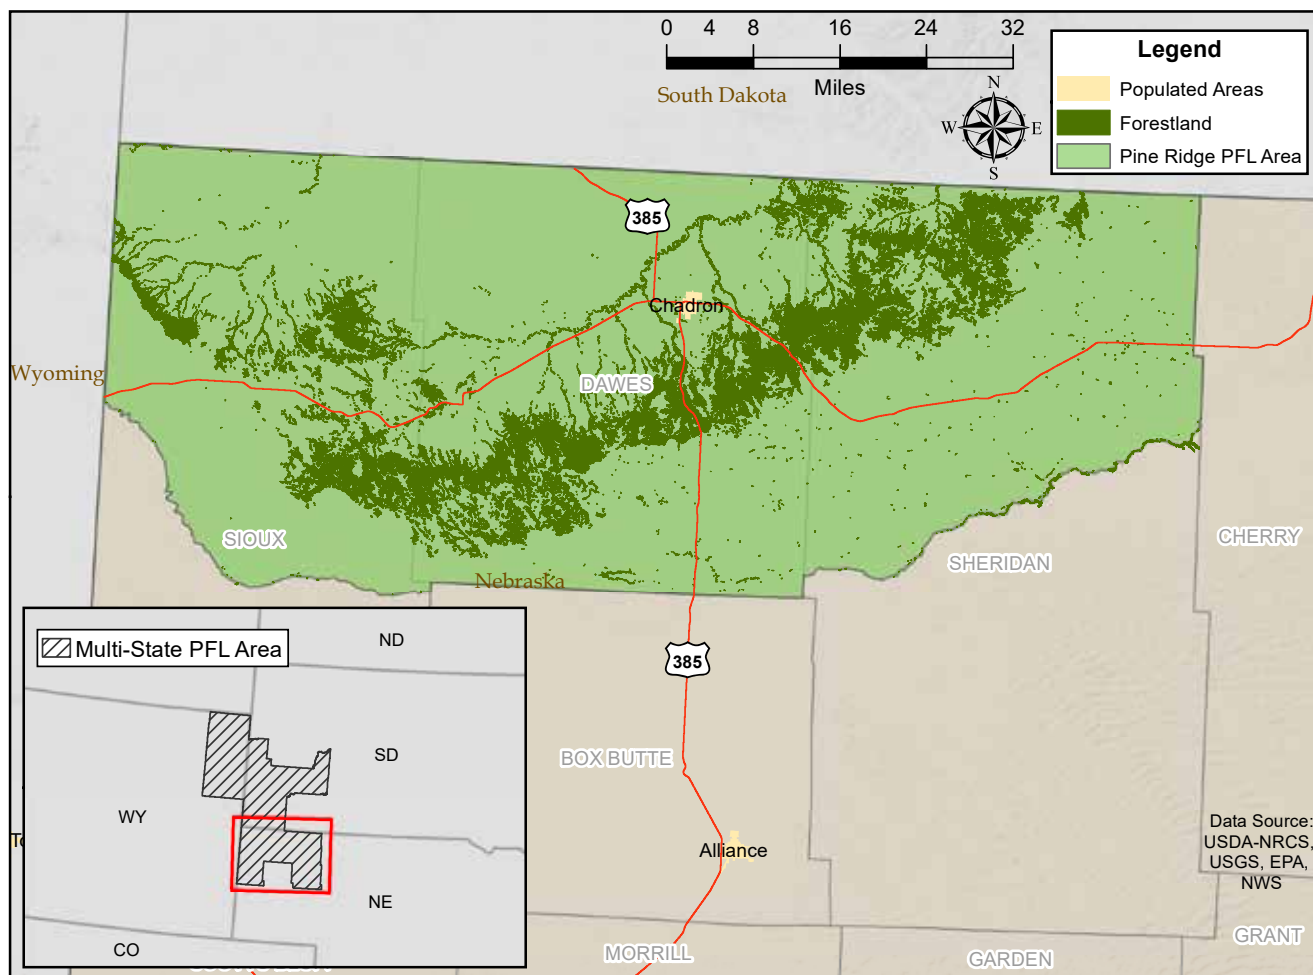 0 4 8 16 24 32
Miles
South Dakota
N
W E
S
Legend
Populated Areas
Forestland
Pine Ridge PFL Area
385
Chadron
Wyoming
DAWES
SIOUX
Nebraska
SHERIDAN
CHERRY
385
BOX BUTTE
Alliance
MORRILL
GARDEN
GRANT
Data Source:
USDA-NRCS,
USGS, EPA,
NWS
Multi-State PFL Area
ND
SD
WY
NE
CO